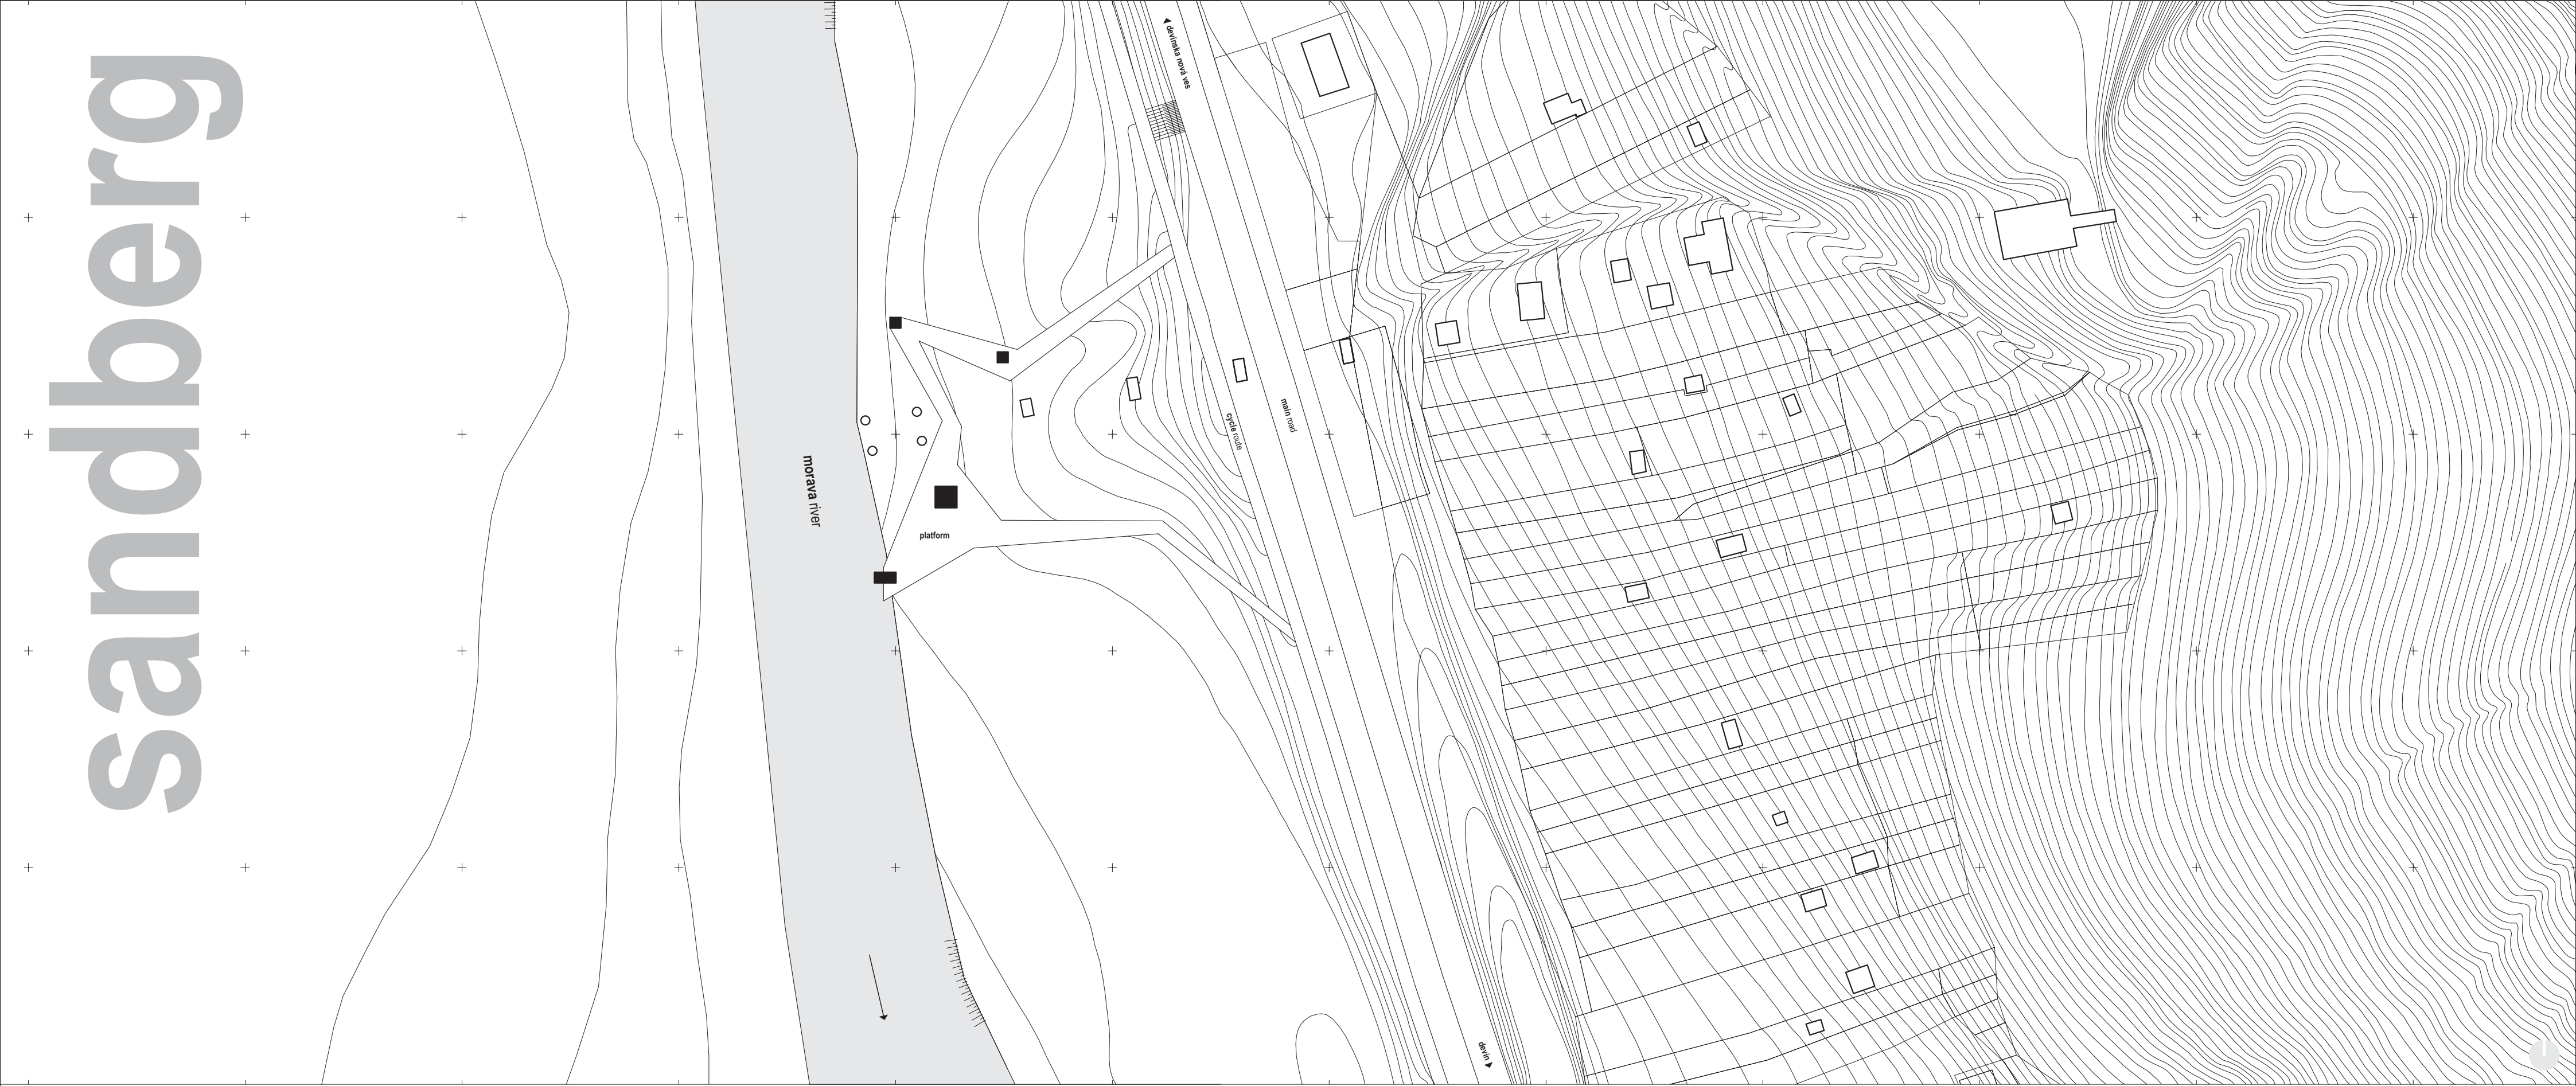 sandberg
devínska nová ves
morava river
platform
cycle route
main road
devín